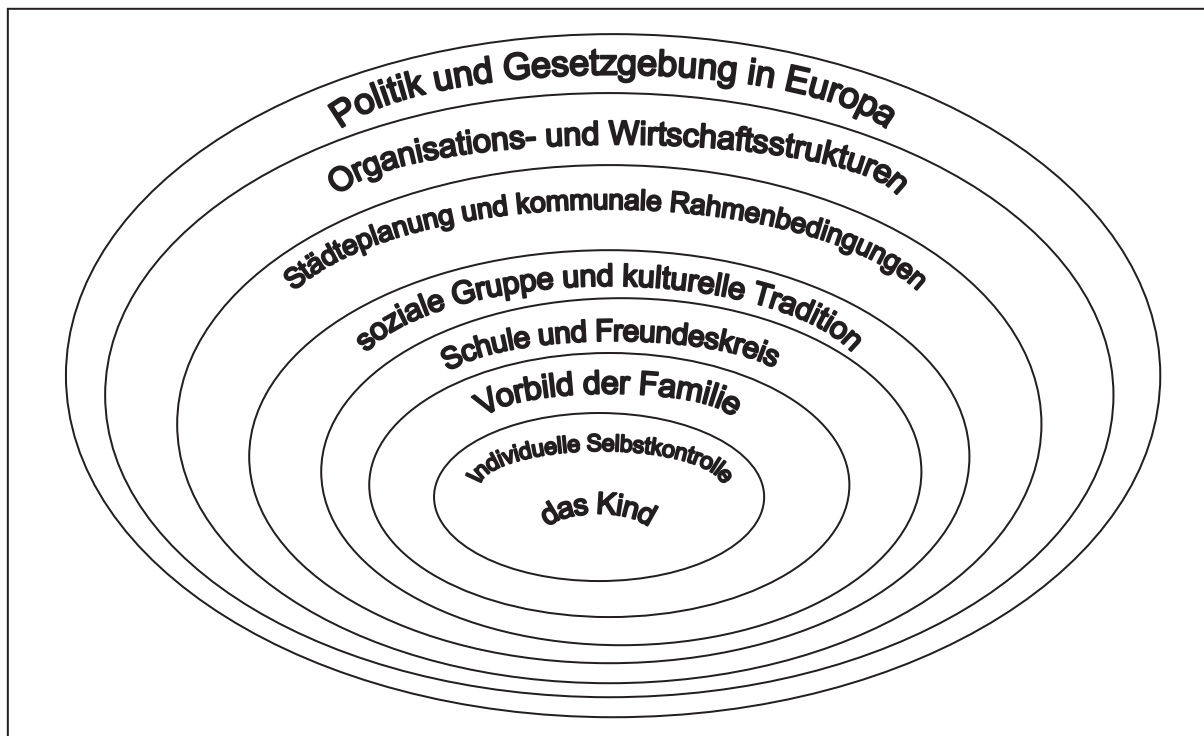 Politik und Gesetzgebung in Europa
Organisations- und Wirtschaftsstrukturen
Städteplanung und kommunale Rahmenbedingungen
soziale Gruppe und kulturelle Tradition
Schule und Freundeskreis
Vorbild der Familie
individuelle Selbstkontrolle
das Kind